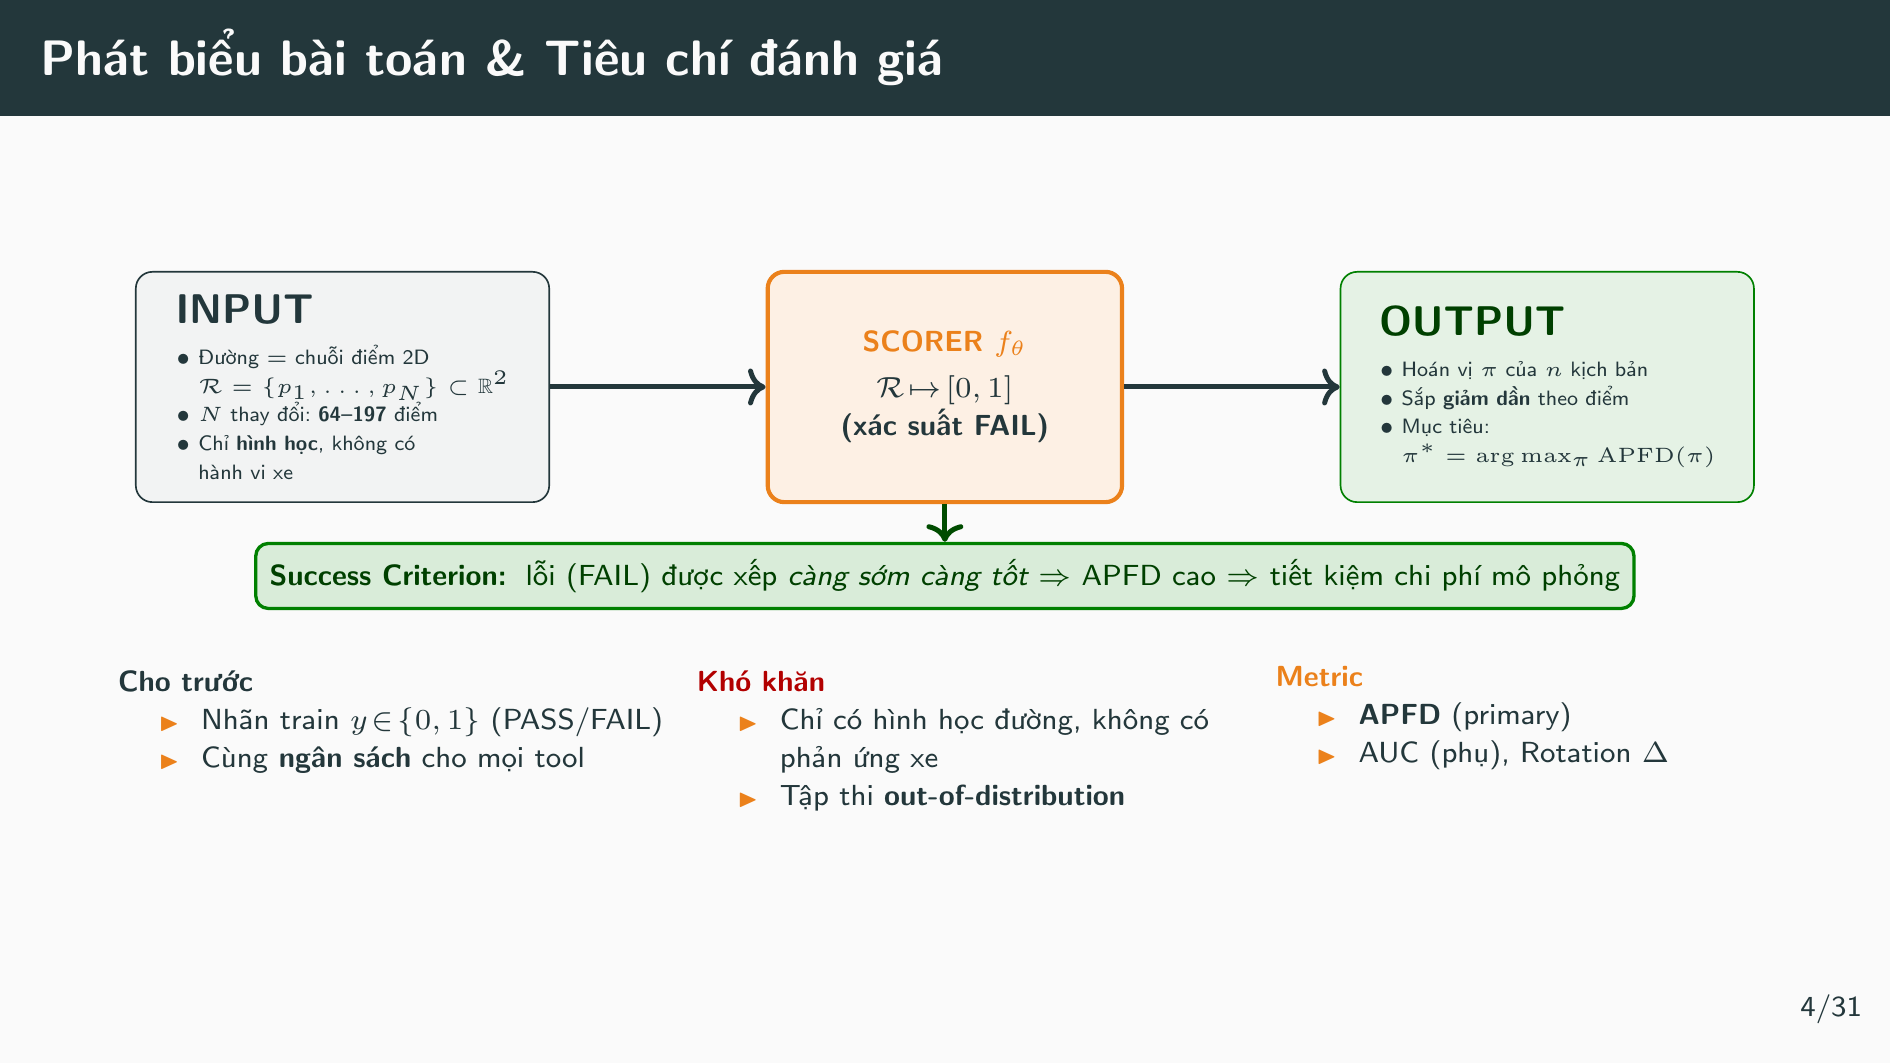 Phát biểu bài toán & Tiêu chí đánh giá
INPUT
• Đường = chuỗi điểm 2D
ℛ = {p₁, . . . , p_N} ⊂ ℝ²
• N thay đổi: 64–197 điểm
• Chỉ hình học, không có
hành vi xe
SCORER f_θ
ℛ ↦ [0, 1]
(xác suất FAIL)
OUTPUT
• Hoán vị π của n kịch bản
• Sắp giảm dần theo điểm
• Mục tiêu:
π* = arg max_π APFD(π)
Success Criterion: lỗi (FAIL) được xếp càng sớm càng tốt ⇒ APFD cao ⇒ tiết kiệm chi phí mô phỏng
Cho trước
▶ Nhãn train y ∈ {0, 1} (PASS/FAIL)
▶ Cùng ngân sách cho mọi tool
Khó khăn
▶ Chỉ có hình học đường, không có
phản ứng xe
▶ Tập thi out-of-distribution
Metric
▶ APFD (primary)
▶ AUC (phụ), Rotation Δ
4/31